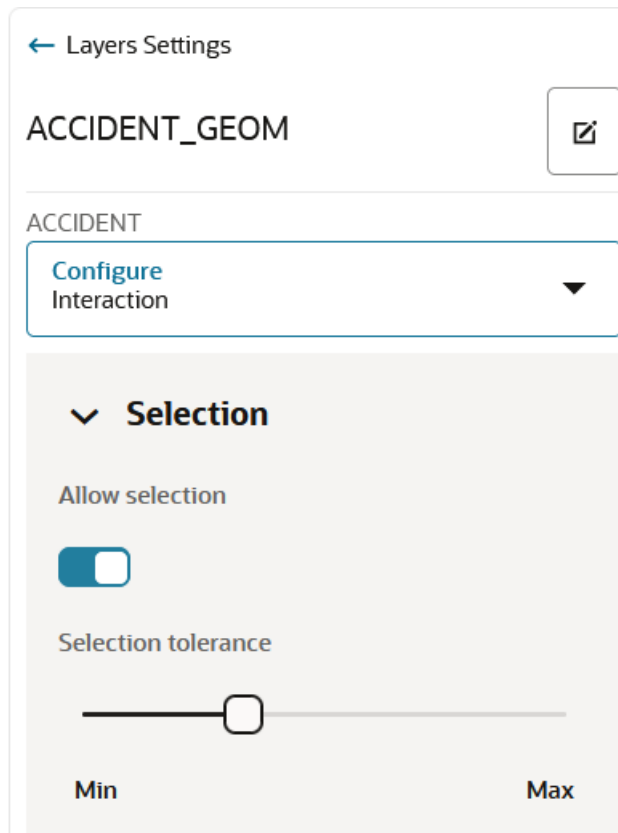 Layers Settings
ACCIDENT_GEOM
ACCIDENT
Configure
Interaction
Selection
Allow selection
Selection tolerance
Min Max